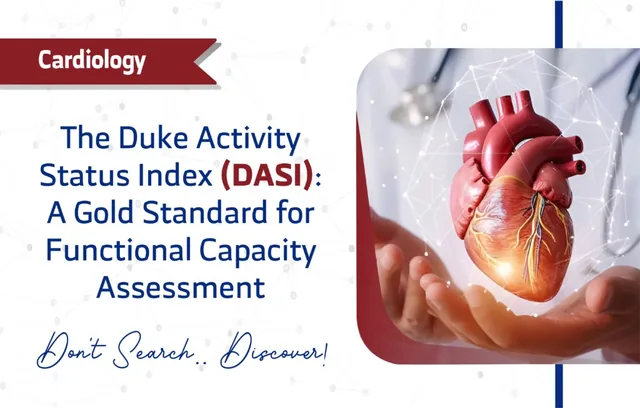 Cardiology
The Duke Activity
Status Index (DASI):
A Gold Standard for
Functional Capacity
Assessment
Don't Search.. Discover!